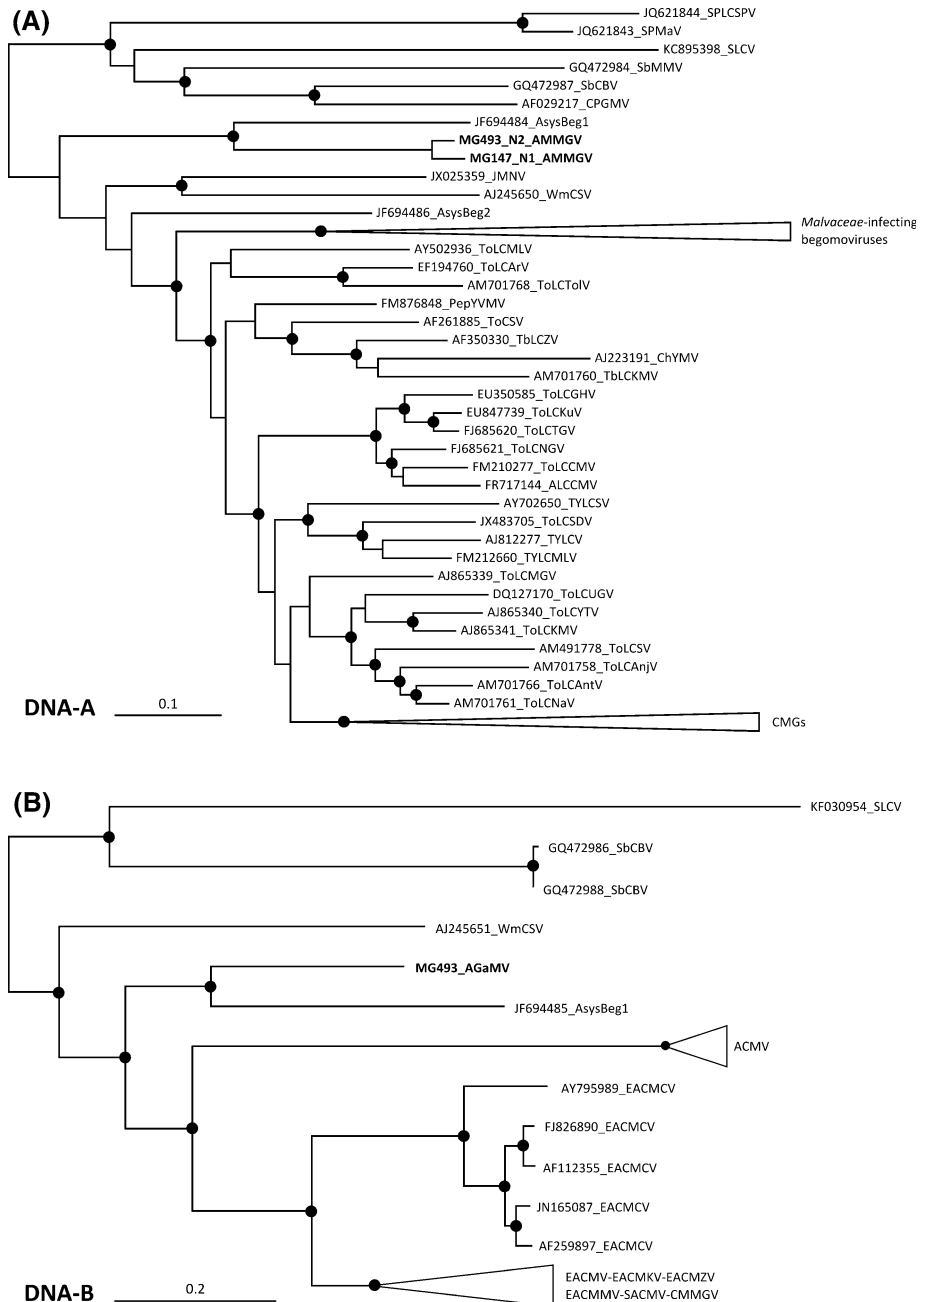 (A)
JQ621844_SPLCSPV
JQ621843_SPMaV
KC895398_SLCV
GQ472984_SbMMV
GQ472987_SbCBV
AF029217_CPGMV
JF694484_AsysBeg1
MG493_N2_AMMGV
MG147_N1_AMMGV
JX025359_JMNV
AJ245650_WmCSV
JF694486_AsysBeg2
Malvaceae-infecting
begomoviruses
AY502936_ToLCMLV
EF194760_ToLCArV
AM701768_ToLCTolV
FM876848_PepYVMV
AF261885_ToCSV
AF350330_TbLCZV
AJ223191_ChYMV
AM701760_TbLCKMV
EU350585_ToLCGHV
EU847739_ToLCKuV
FJ685620_ToLCTGV
FJ685621_ToLCNGV
FM210277_ToLCCMV
FR717144_ALCCMV
AY702650_TYLCSV
JX483705_ToLCSDV
AJ812277_TYLCV
FM212660_TYLCMLV
AJ865339_ToLCMGV
DQ127170_ToLCUGV
AJ865340_ToLCYTV
AJ865341_ToLCKMV
AM491778_ToLCSV
AM701758_ToLCAnjV
AM701766_ToLCAntV
AM701761_ToLCNaV
CMGs
DNA-A
0.1
(B)
KF030954_SLCV
GQ472986_SbCBV
GQ472988_SbCBV
AJ245651_WmCSV
MG493_AGaMV
JF694485_AsysBeg1
ACMV
AY795989_EACMCV
FJ826890_EACMCV
AF112355_EACMCV
JN165087_EACMCV
AF259897_EACMCV
EACMV-EACMKV-EACMZV
EACMMV-SACMV-CMMGV
DNA-B
0.2